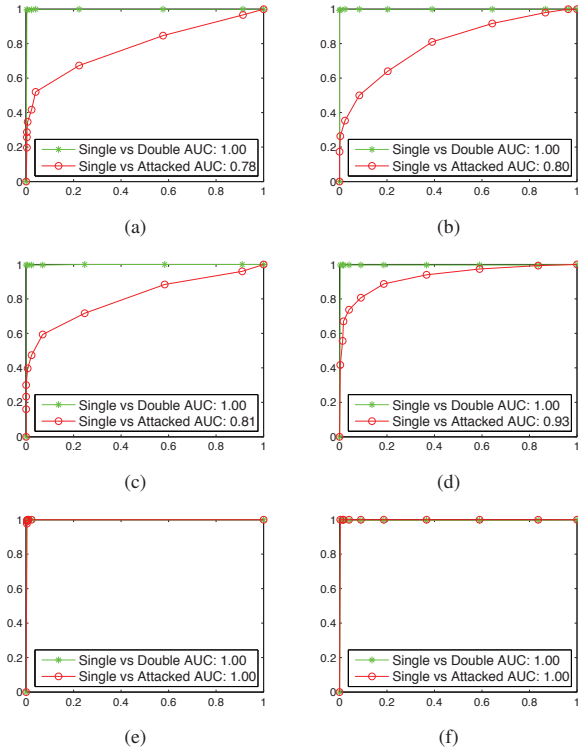 1
0.8
0.6
0.4
0.2
0
0 0.2 0.4 0.6 0.8 1
Single vs Double AUC: 1.00
Single vs Attacked AUC: 0.78
(a)
1
0.8
0.6
0.4
0.2
0
0 0.2 0.4 0.6 0.8 1
Single vs Double AUC: 1.00
Single vs Attacked AUC: 0.80
(b)
1
0.8
0.6
0.4
0.2
0
0 0.2 0.4 0.6 0.8 1
Single vs Double AUC: 1.00
Single vs Attacked AUC: 0.81
(c)
1
0.8
0.6
0.4
0.2
0
0 0.2 0.4 0.6 0.8 1
Single vs Double AUC: 1.00
Single vs Attacked AUC: 0.93
(d)
1
0.8
0.6
0.4
0.2
0
0 0.2 0.4 0.6 0.8 1
Single vs Double AUC: 1.00
Single vs Attacked AUC: 1.00
(e)
1
0.8
0.6
0.4
0.2
0
0 0.2 0.4 0.6 0.8 1
Single vs Double AUC: 1.00
Single vs Attacked AUC: 1.00
(f)